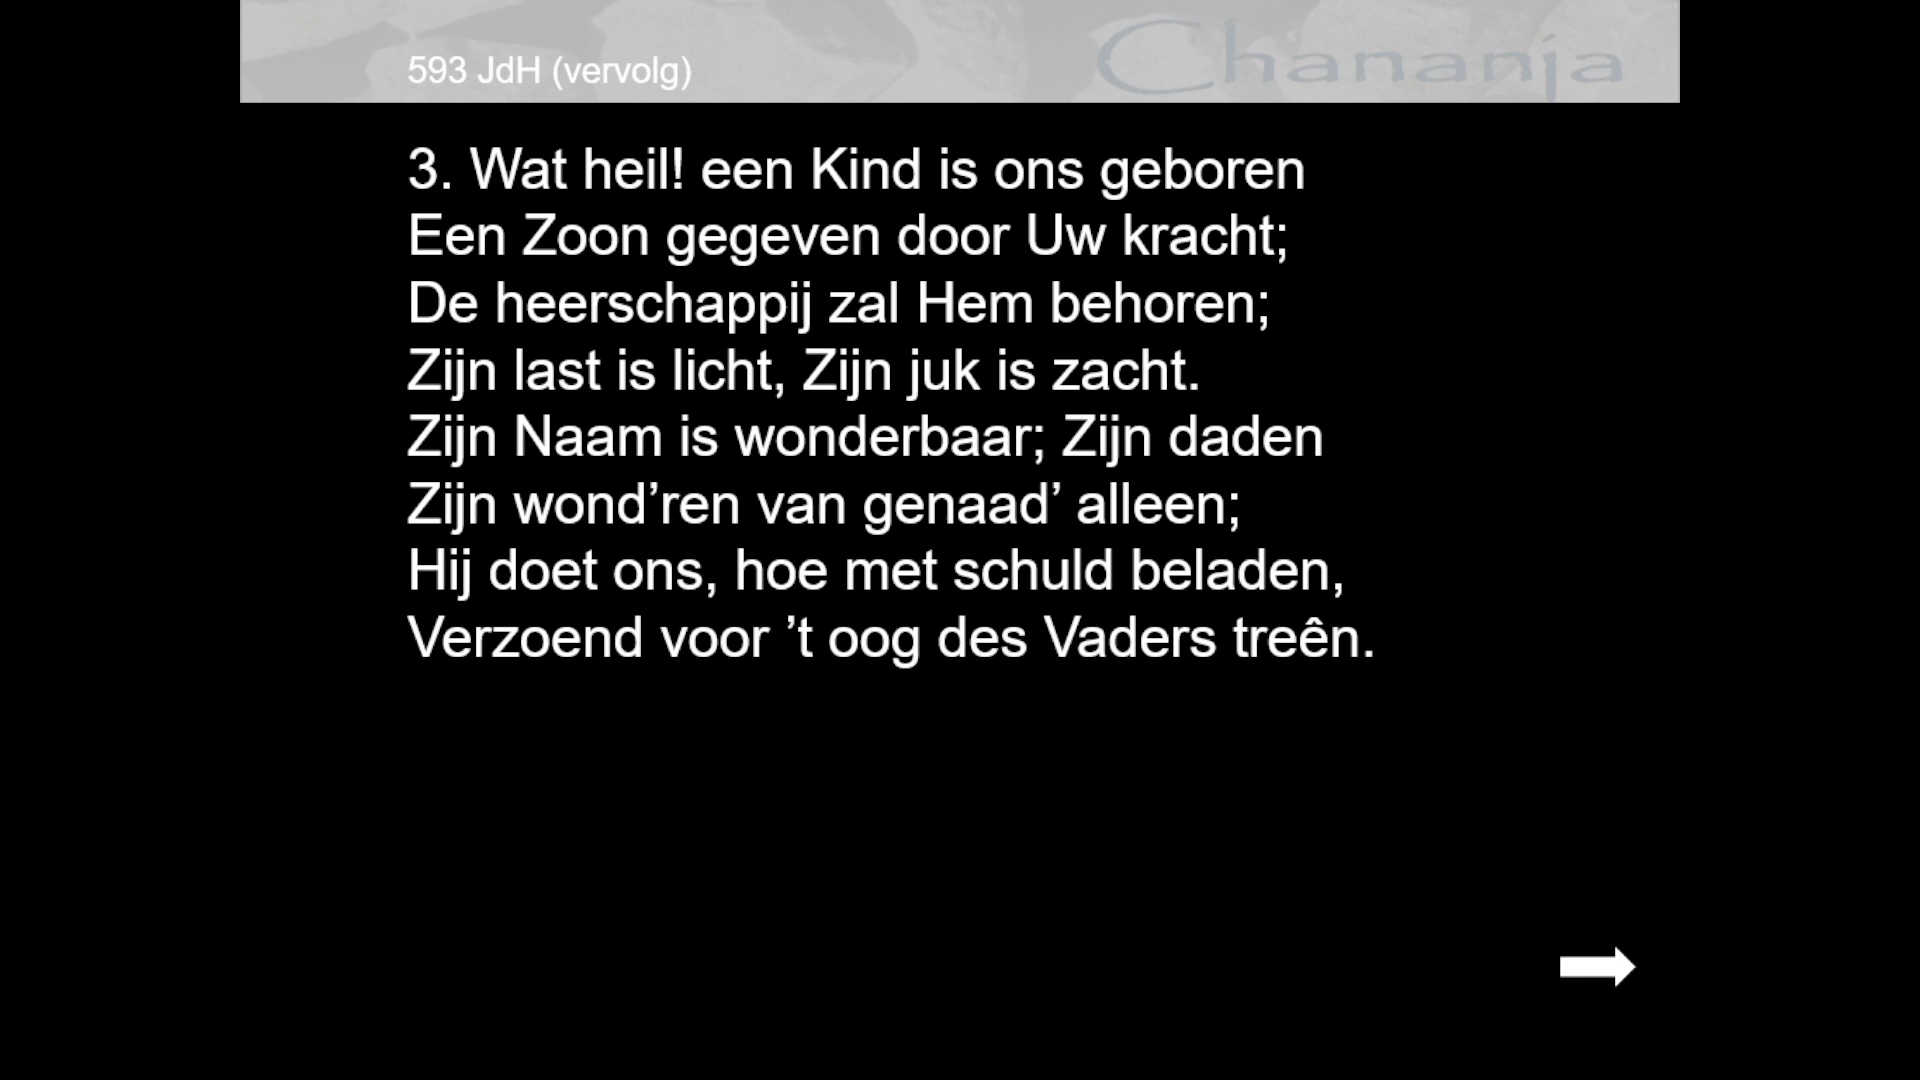 593 JdH (vervolg)
Chananja
3. Wat heil! een Kind is ons geboren
Een Zoon gegeven door Uw kracht;
De heerschappij zal Hem behoren;
Zijn last is licht, Zijn juk is zacht.
Zijn Naam is wonderbaar; Zijn daden
Zijn wond’ren van genaad’ alleen;
Hij doet ons, hoe met schuld beladen,
Verzoend voor ’t oog des Vaders treên.